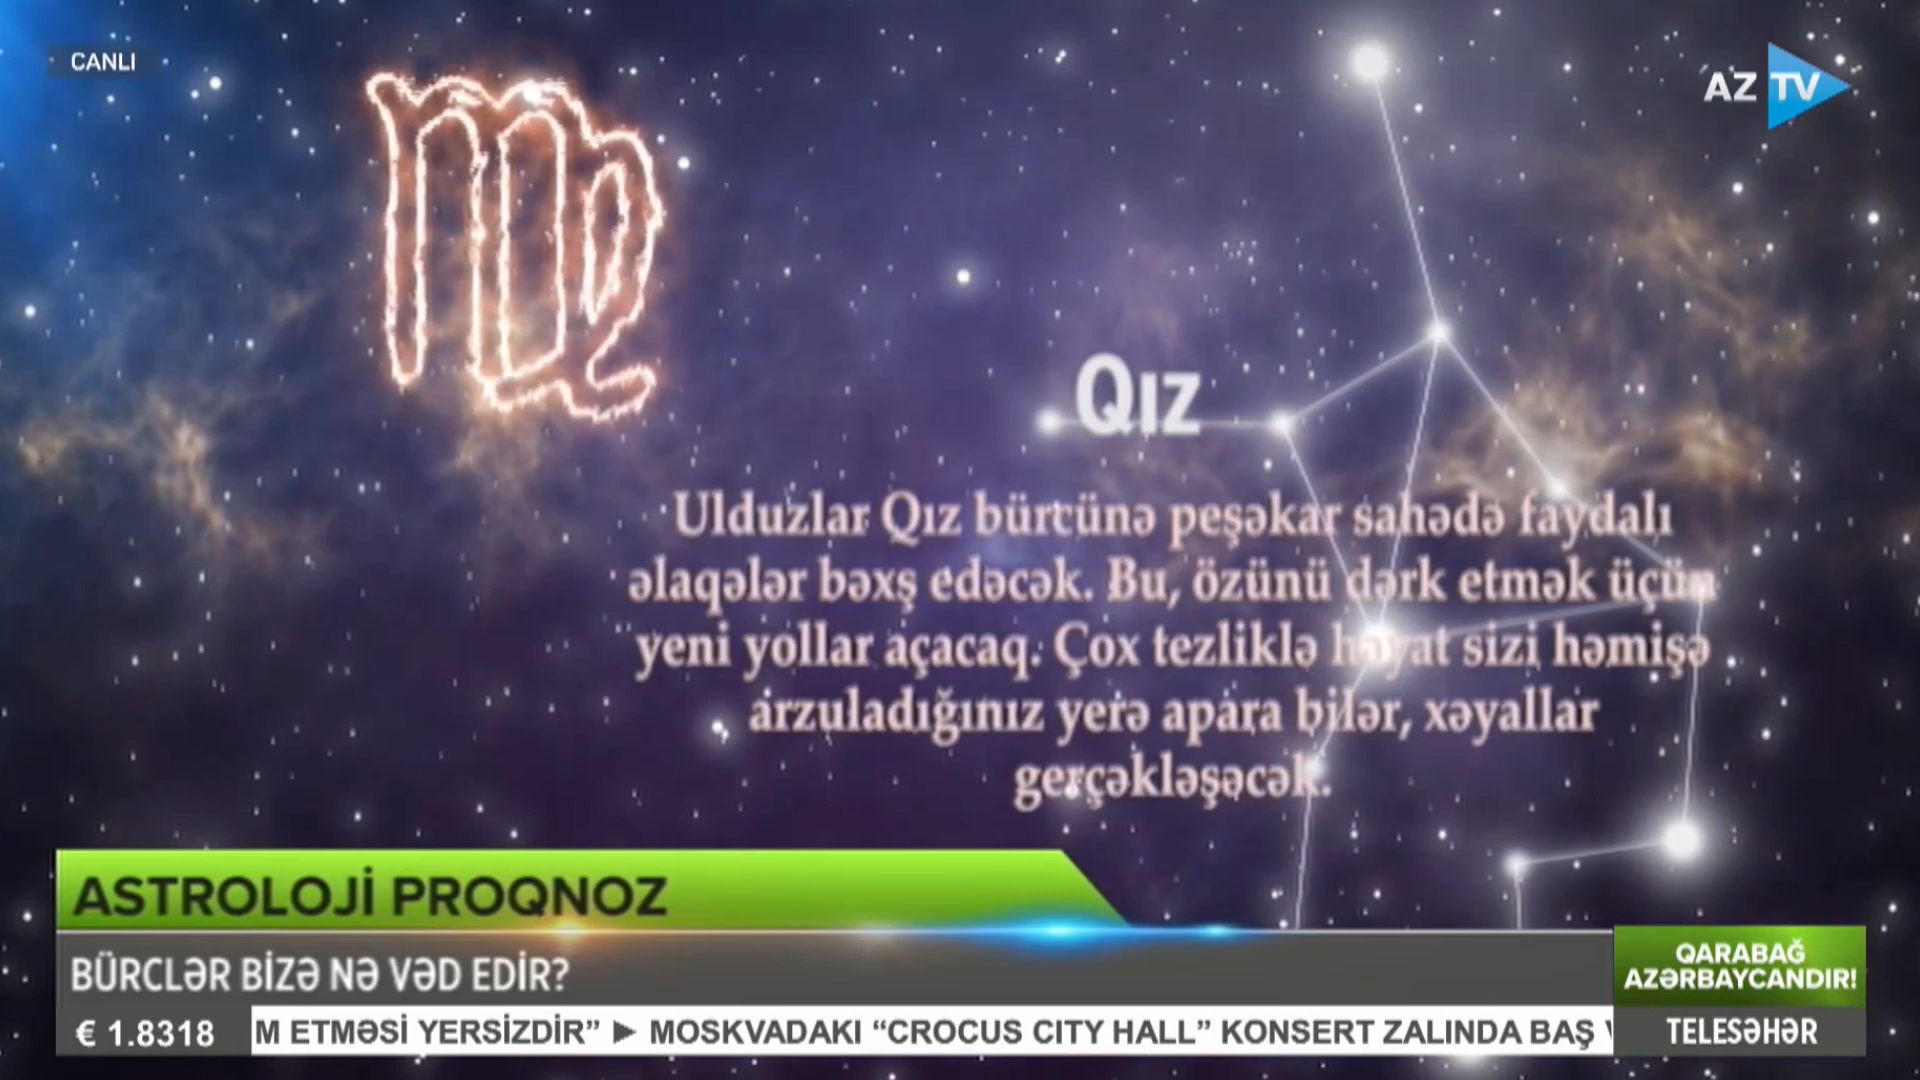 CANLI
AZ TV
Qız
Ulduzlar Qız bürcünə peşəkar sahədə faydalı
əlaqələr bəxş edəcək. Bu, özünü dərk etmək üçün
yeni yollar açacaq. Çox tezliklə həyat sizi həmişə
arzuladığınız yerə apara bilər, xəyallar
gerçəkləşəcək.
ASTROLOJİ PROQNOZ
BÜRCLƏR BİZƏ NƏ VƏD EDİR?
QARABAĞ
AZƏRBAYCANDIR!
€ 1.8318
M ETMƏSİ YERSİZDİR” ► MOSKVADAKI “CROCUS CITY HALL” KONSERT ZALINDA BAŞ
TELESƏHƏR